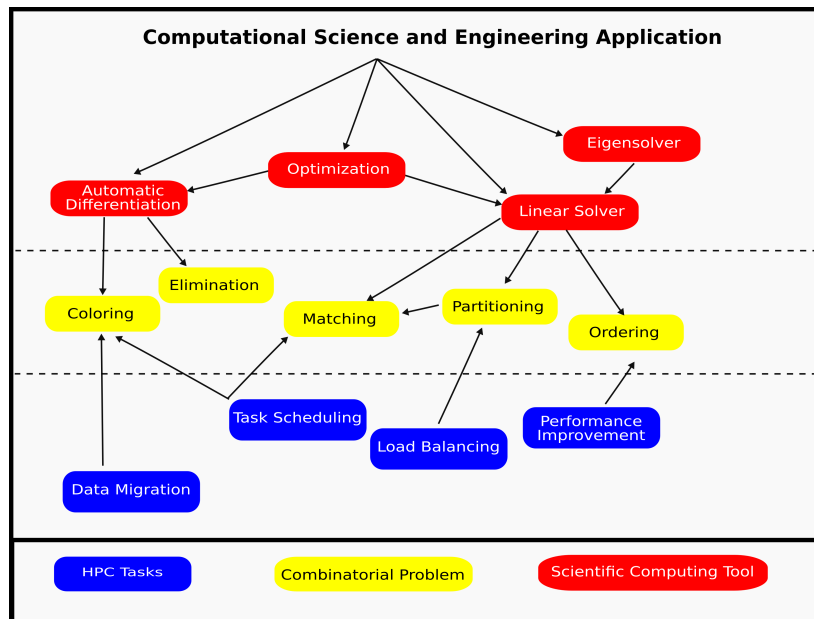 Computational Science and Engineering Application
Eigensolver
Optimization
Automatic
Differentiation
Linear Solver
Elimination
Coloring
Matching
Partitioning
Ordering
Task Scheduling
Load Balancing
Performance
Improvement
Data Migration
HPC Tasks
Combinatorial Problem
Scientific Computing Tool